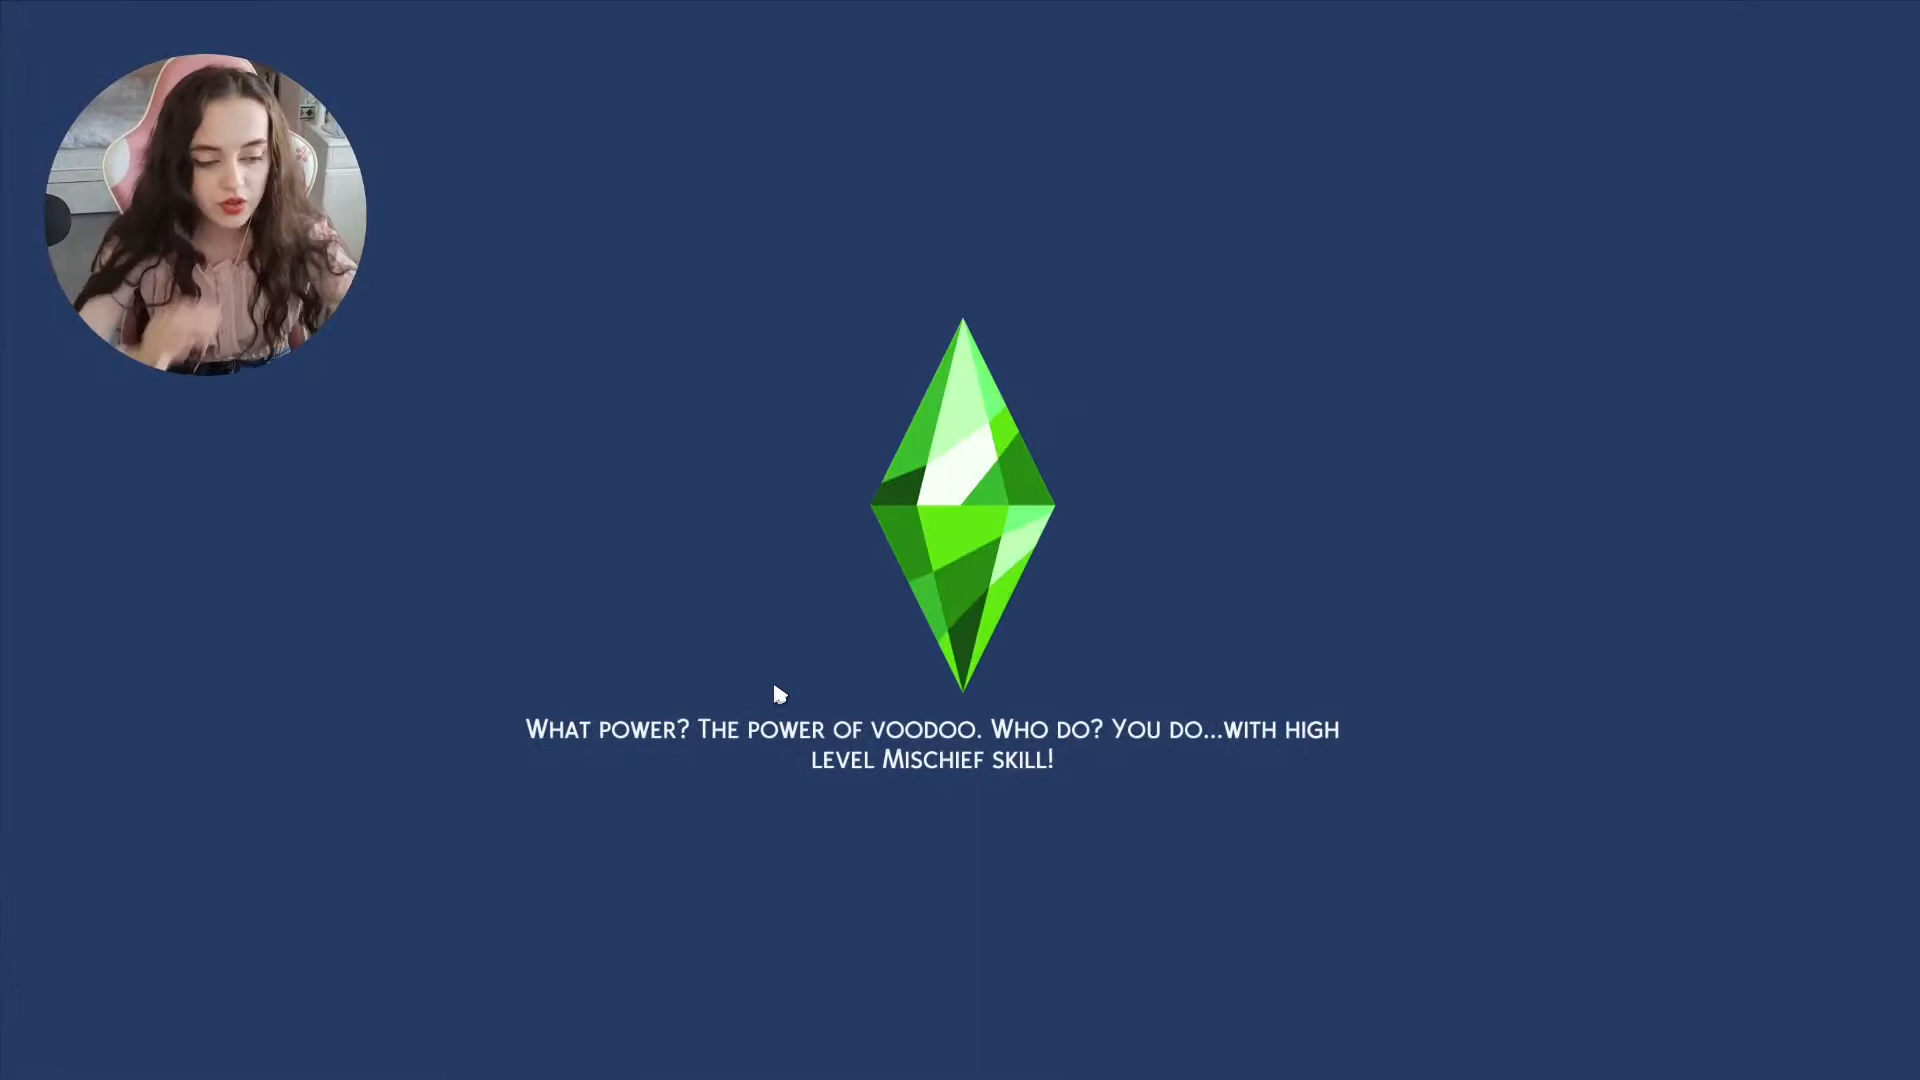 What power? The power of voodoo. Who do? You do...with high
level Mischief skill!